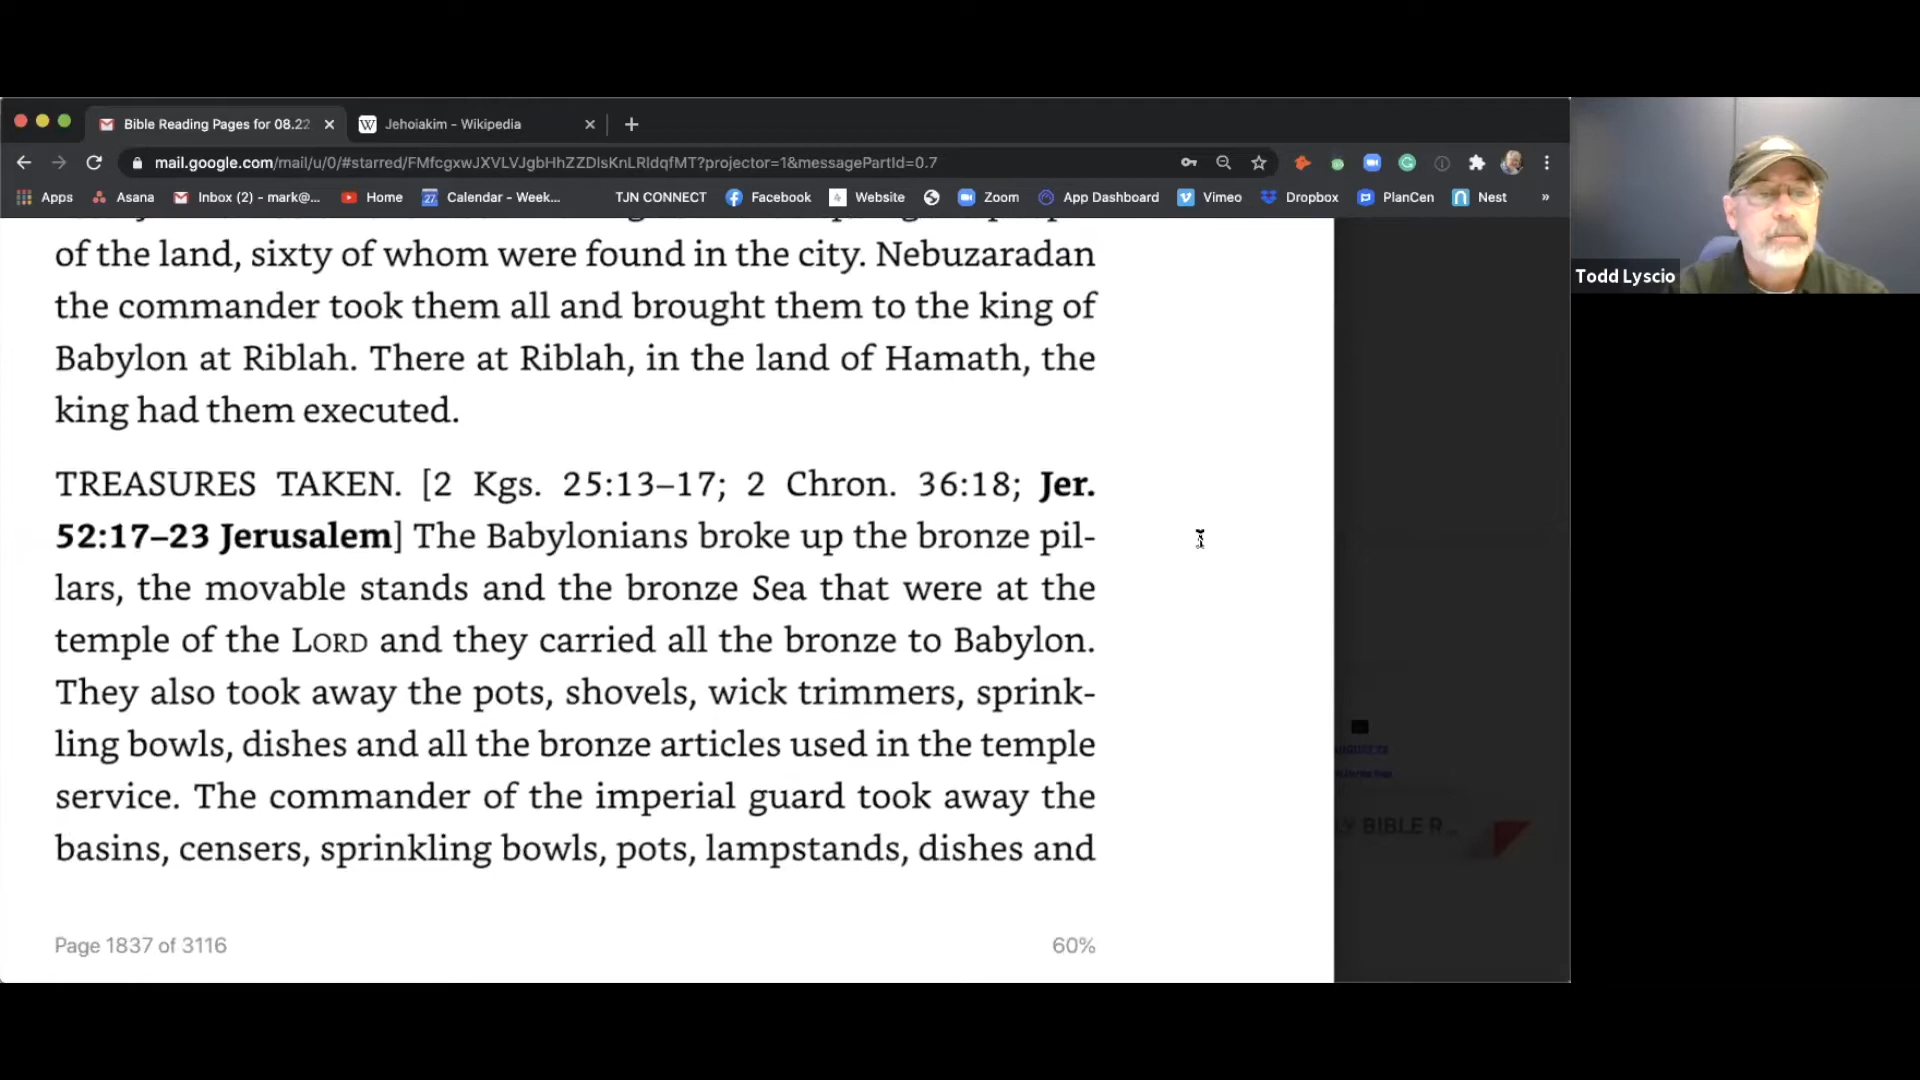 Bible Reading Pages for 08.22
Jehoiakim - Wikipedia
mail.google.com/mail/u/0/#starred/FMfcgxwJXVLVJgbHhZZDlsKnLRldqfMT?projector=1&messagePartId=0.7
Apps Asana Inbox (2) - mark@... Home Calendar - Week... TJN CONNECT Facebook Website Zoom App Dashboard Vimeo Dropbox PlanCen Nest »
of the land, sixty of whom were found in the city. Nebuzaradan
the commander took them all and brought them to the king of
Babylon at Riblah. There at Riblah, in the land of Hamath, the
king had them executed.
TREASURES TAKEN. [2 Kgs. 25:13–17; 2 Chron. 36:18; Jer.
52:17–23 Jerusalem] The Babylonians broke up the bronze pil-
lars, the movable stands and the bronze Sea that were at the
temple of the LORD and they carried all the bronze to Babylon.
They also took away the pots, shovels, wick trimmers, sprink-
ling bowls, dishes and all the bronze articles used in the temple
service. The commander of the imperial guard took away the
basins, censers, sprinkling bowls, pots, lampstands, dishes and
Page 1837 of 3116 60%
Y BIBLE R...
Todd Lyscio